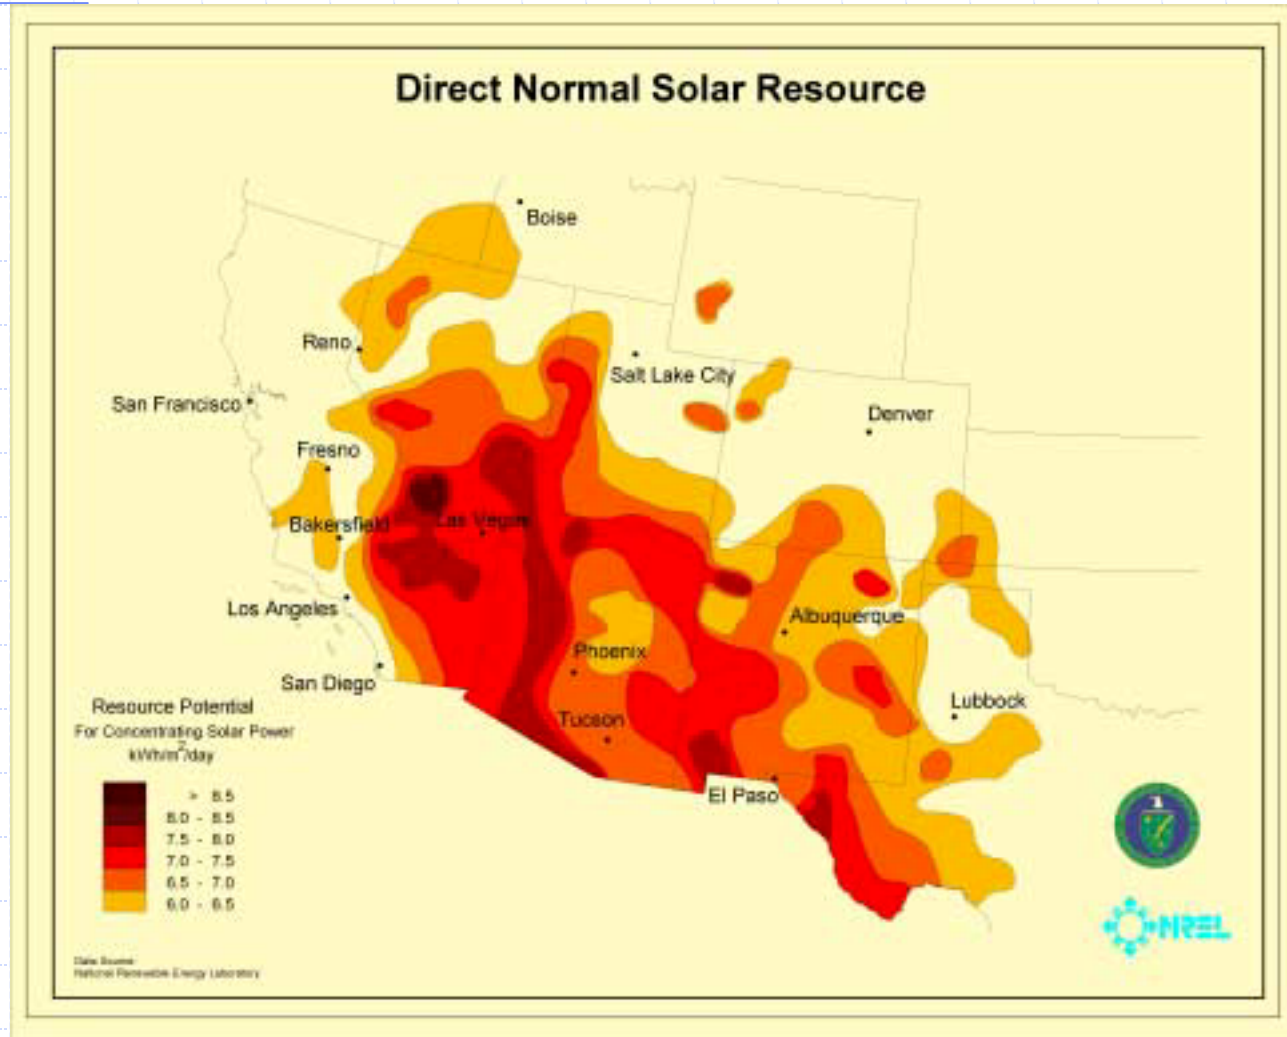 Direct Normal Solar Resource
Boise
Reno
Salt Lake City
San Francisco
Denver
Fresno
Bakersfield
Las Vegas
Los Angeles
Albuquerque
Phoenix
San Diego
Lubbock
Tucson
El Paso
Resource Potential
For Concentrating Solar Power
kWh/m²/day
> 8.5
8.0 - 8.5
7.5 - 8.0
7.0 - 7.5
6.5 - 7.0
6.0 - 6.5
NREL
Data Source:
National Renewable Energy Laboratory